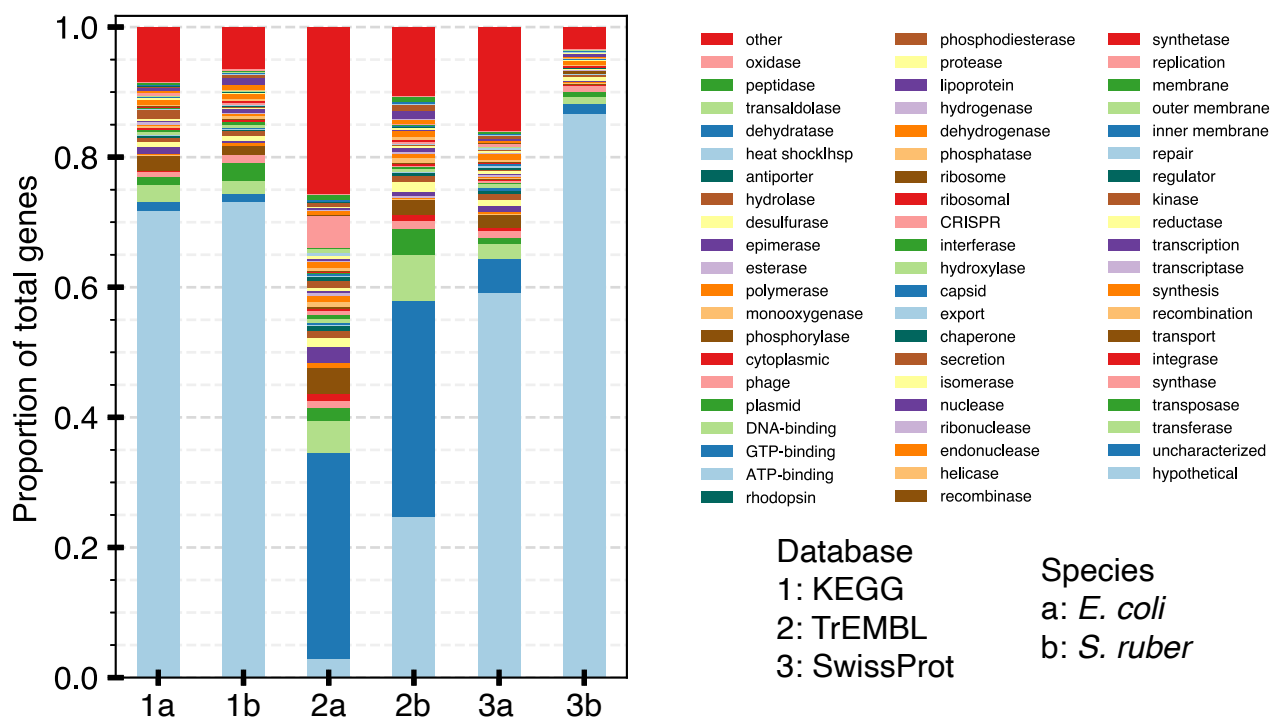 Proportion of total genes
1.0
0.8
0.6
0.4
0.2
0.0
1a 1b 2a 2b 3a 3b
other phosphodiesterase synthetase
oxidase protease replication
peptidase lipoprotein membrane
transaldolase hydrogenase outer membrane
dehydratase dehydrogenase inner membrane
heat shocklhsp phosphatase repair
antiporter ribosome regulator
hydrolase ribosomal kinase
desulfurase CRISPR reductase
epimerase interferase transcription
esterase hydroxylase transcriptase
polymerase capsid synthesis
monooxygenase export recombination
phosphorylase chaperone transport
cytoplasmic secretion integrase
phage isomerase synthase
plasmid nuclease transposase
DNA-binding ribonuclease transferase
GTP-binding endonuclease uncharacterized
ATP-binding helicase hypothetical
rhodopsin recombinase
Database
1: KEGG
2: TrEMBL
3: SwissProt
Species
a: E. coli
b: S. ruber